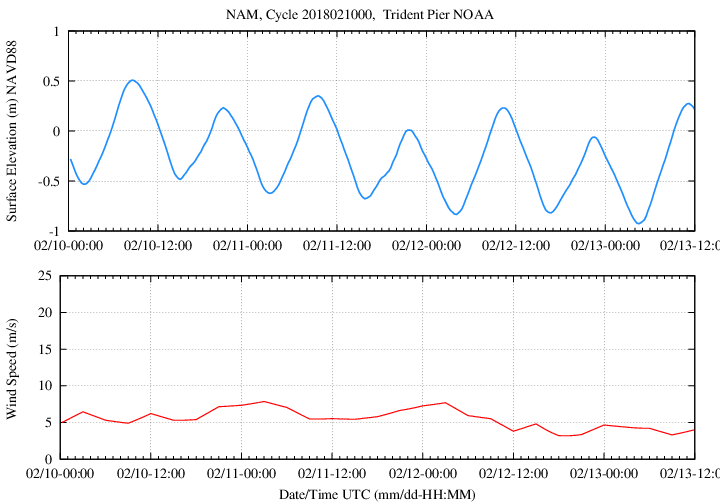 NAM, Cycle 2018021000,  Trident Pier NOAA
Surface Elevation (m) NAVD88
1
0.5
0
-0.5
-1
02/10-00:00 02/10-12:00 02/11-00:00 02/11-12:00 02/12-00:00 02/12-12:00 02/13-00:00 02/13-12:0
Wind Speed (m/s)
25
20
15
10
5
0
02/10-00:00 02/10-12:00 02/11-00:00 02/11-12:00 02/12-00:00 02/12-12:00 02/13-00:00 02/13-12:0
Date/Time UTC (mm/dd-HH:MM)